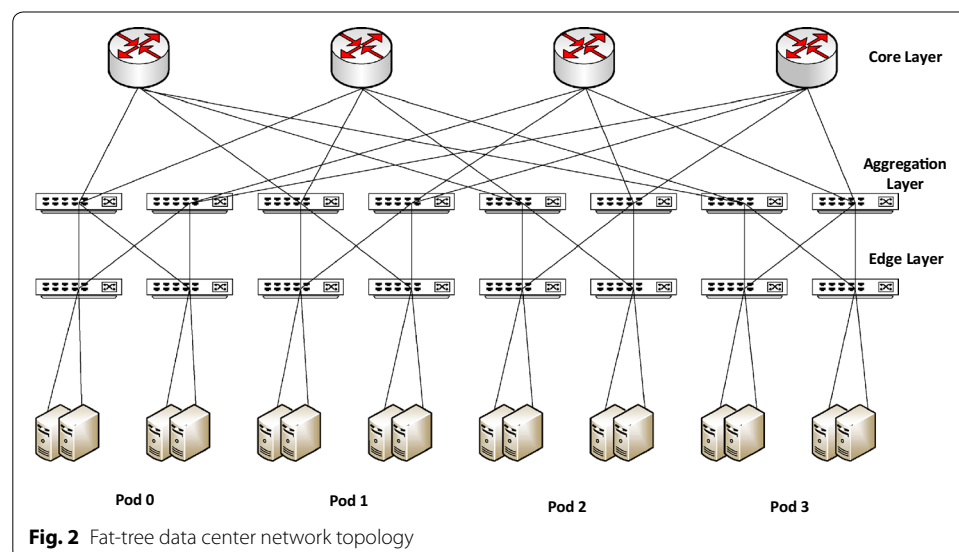 Core Layer
Aggregation
Layer
Edge Layer
Pod 0
Pod 1
Pod 2
Pod 3
Fig. 2 Fat-tree data center network topology